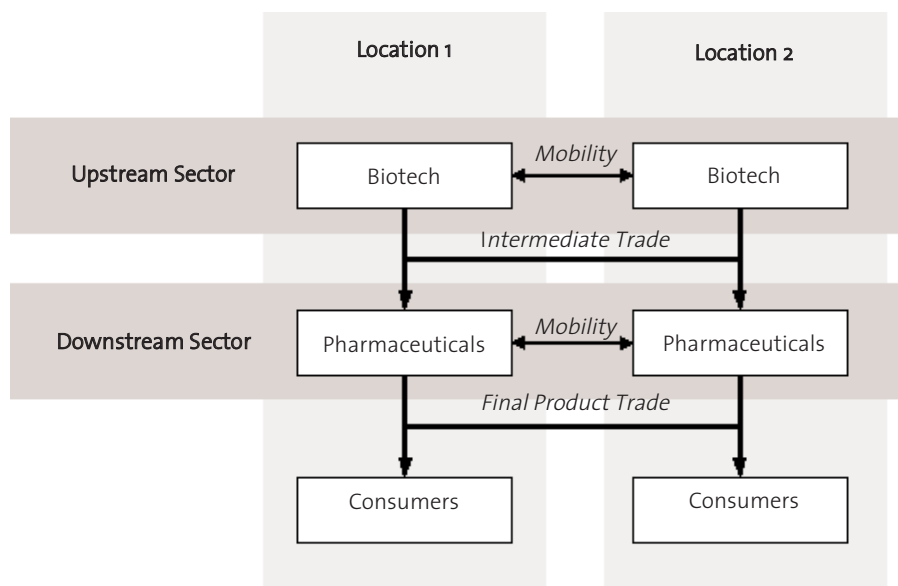 Location 1
Location 2
Upstream Sector
Biotech
Mobility
Biotech
Intermediate Trade
Downstream Sector
Pharmaceuticals
Mobility
Pharmaceuticals
Final Product Trade
Consumers
Consumers